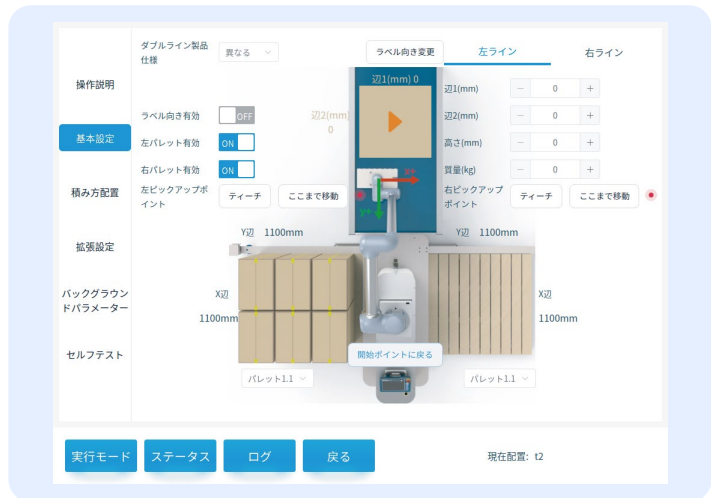 ダブルライン製品
仕様
異なる
ラベル向き変更
左ライン
右ライン
操作説明
基本設定
積み方配置
拡張設定
バックグラウン
ドパラメーター
セルフテスト
辺1(mm) 0
辺2(mm)
0
ラベル向き有効
OFF
左パレット有効
ON
右パレット有効
ON
左ピックアップポ
イント
ティーチ
ここまで移動
辺1(mm)
－ 0 +
辺2(mm)
－ 0 +
高さ(mm)
－ 0 +
質量(kg)
－ 0 +
右ピックアップ
ポイント
ティーチ
ここまで移動
X+
Y+
Y辺 1100mm
Y辺 1100mm
X辺
1100mm
X辺
1100mm
開始ポイントに戻る
パレット1.1
パレット1.1
実行モード
ステータス
ログ
戻る
現在配置: t2